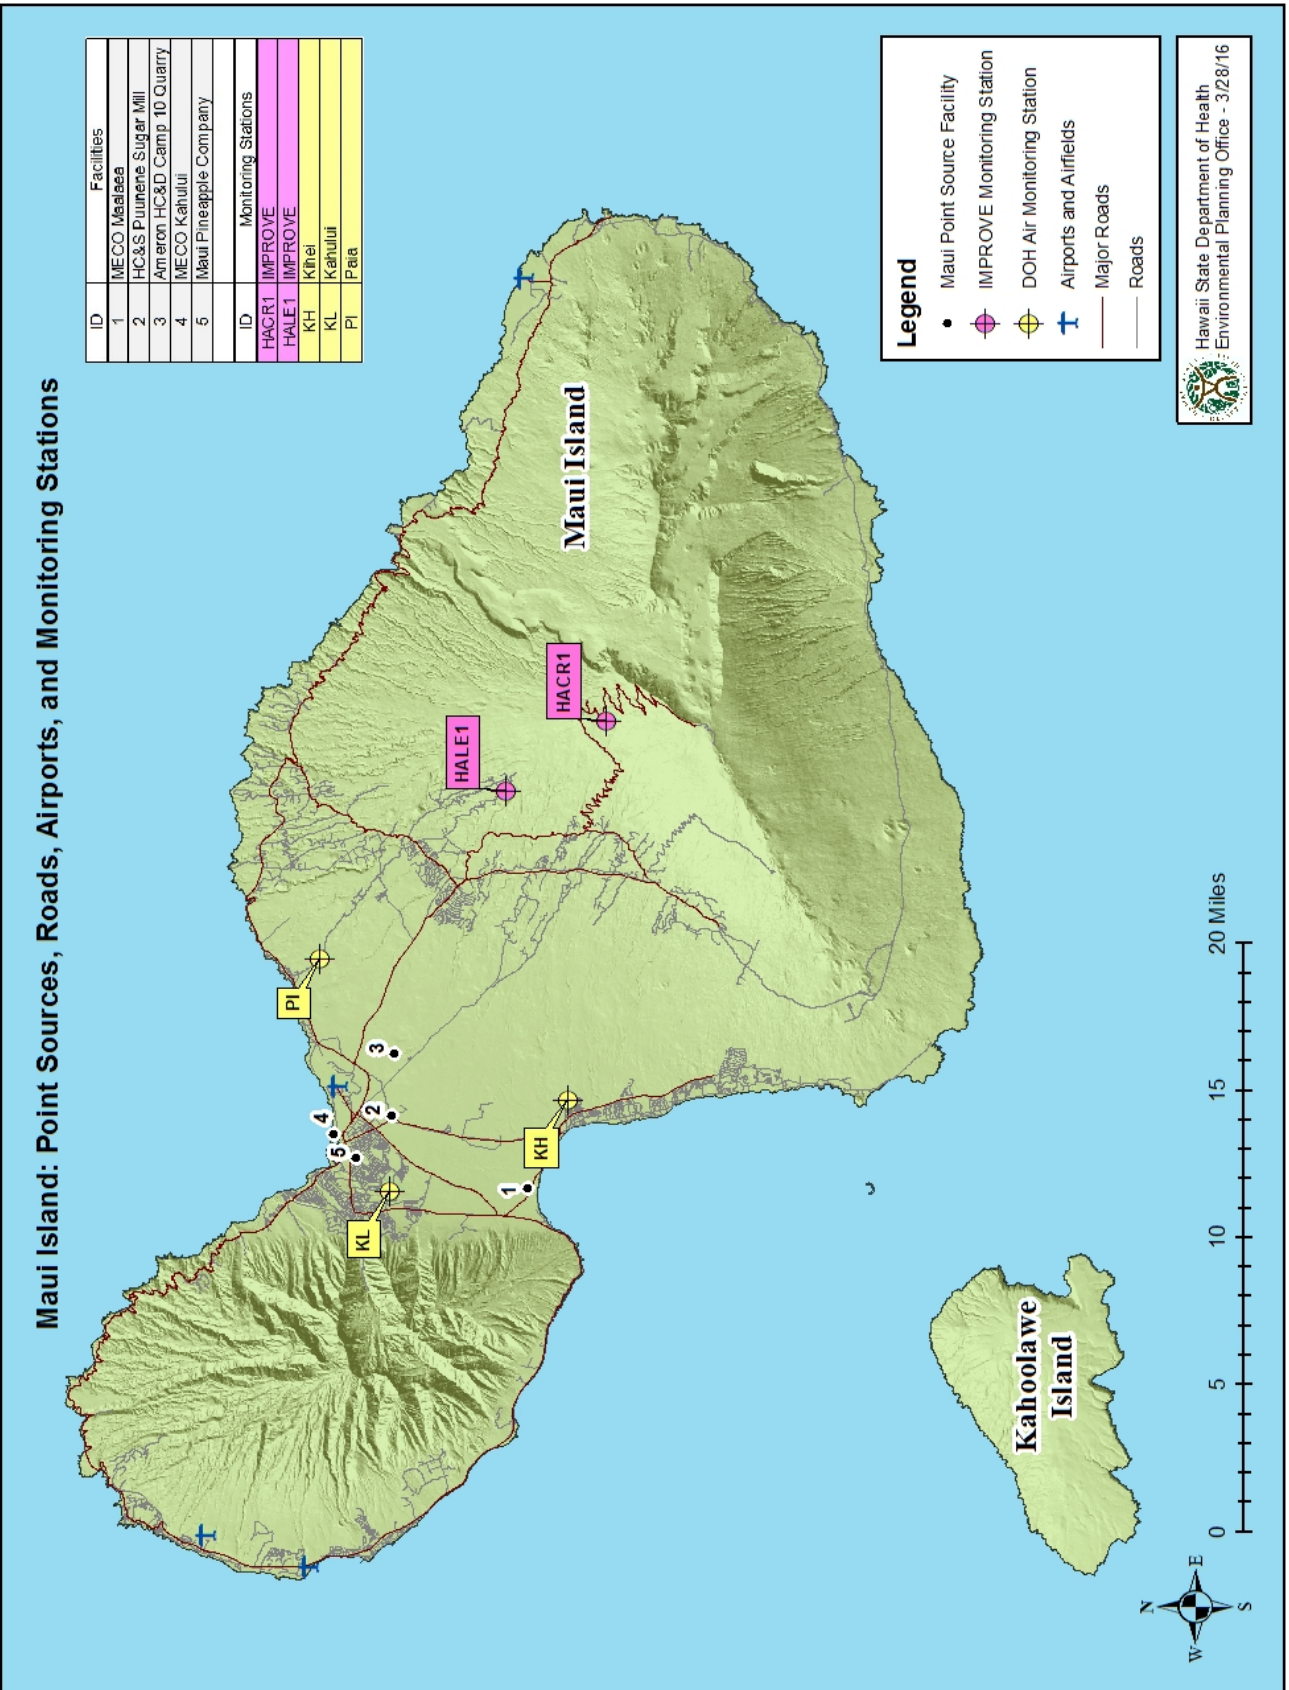 Maui Island: Point Sources, Roads, Airports, and Monitoring Stations
ID Facilities
1 MECO Maalaea
2 HC&S Puunene Sugar Mill
3 Ameron HC&D Camp 10 Quarry
4 MECO Kahului
5 Maui Pineapple Company
ID Monitoring Stations
HACR1 IMPROVE
HALE1 IMPROVE
KH Kihei
KL Kahului
PI Paia
PI
4
5
2
3
KL
1
KH
HALE1
HACR1
Maui Island
Kahoolawe
Island
Legend
Maui Point Source Facility
IMPROVE Monitoring Station
DOH Air Monitoring Station
Airports and Airfields
Major Roads
Roads
N
W E
S
0 5 10 15 20 Miles
Hawaii State Department of Health
Environmental Planning Office - 3/28/16